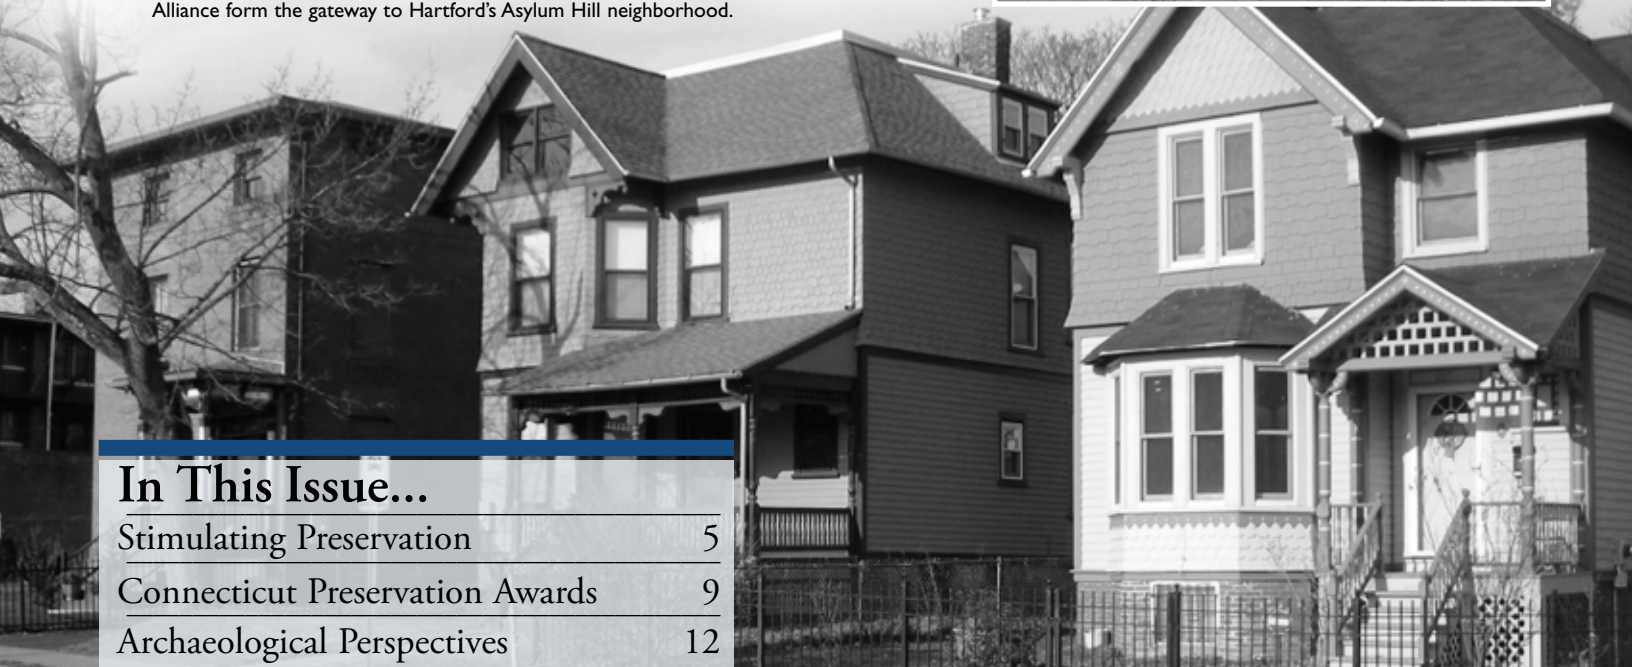 Alliance form the gateway to Hartford’s Asylum Hill neighborhood.
In This Issue...
Stimulating Preservation 5
Connecticut Preservation Awards 9
Archaeological Perspectives 12